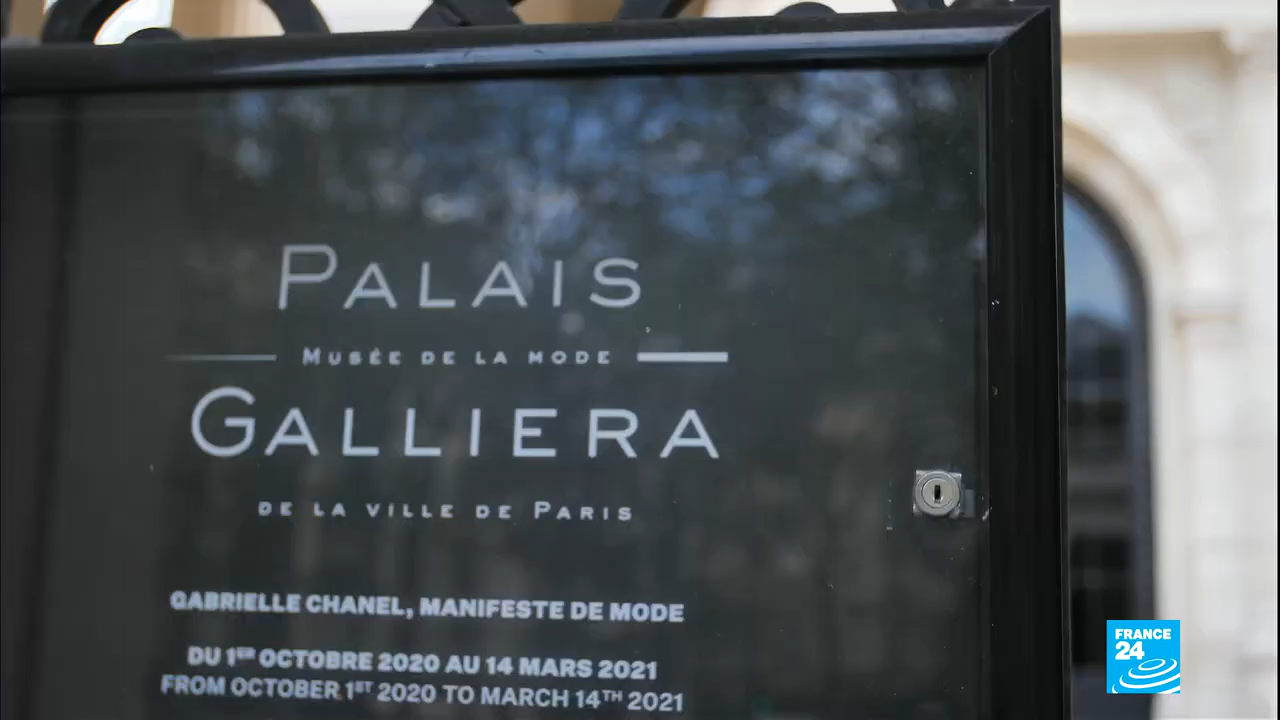 PALAIS
MUSÉE DE LA MODE
GALLIERA
DE LA VILLE DE PARIS
GABRIELLE CHANEL, MANIFESTE DE MODE
DU 1ER OCTOBRE 2020 AU 14 MARS 2021
FROM OCTOBER 1ST 2020 TO MARCH 14TH 2021
FRANCE
24